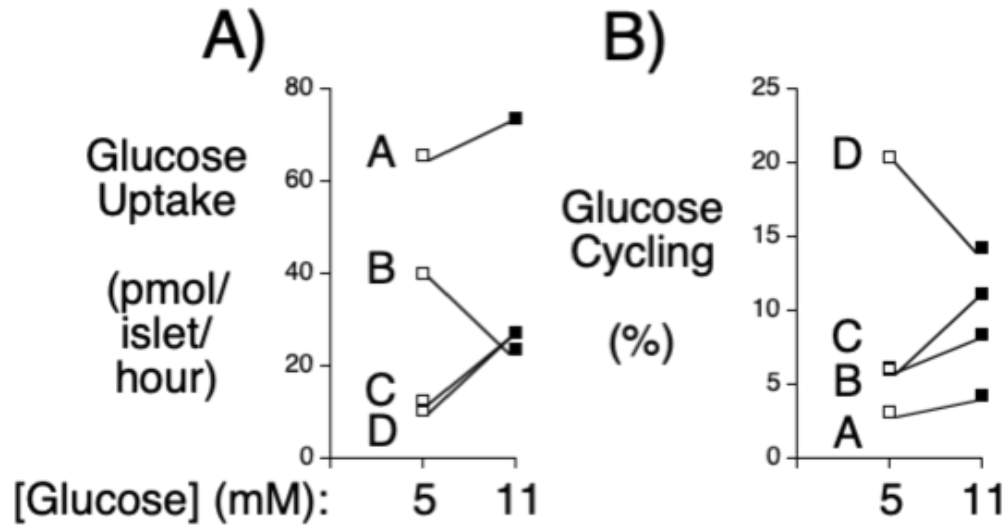 A)
Glucose
Uptake
(pmol/
islet/
hour)
80
60
40
20
0
A
B
C
D
B)
Glucose
Cycling
(%)
25
20
15
10
5
0
D
C
B
A
[Glucose] (mM): 5 11 5 11